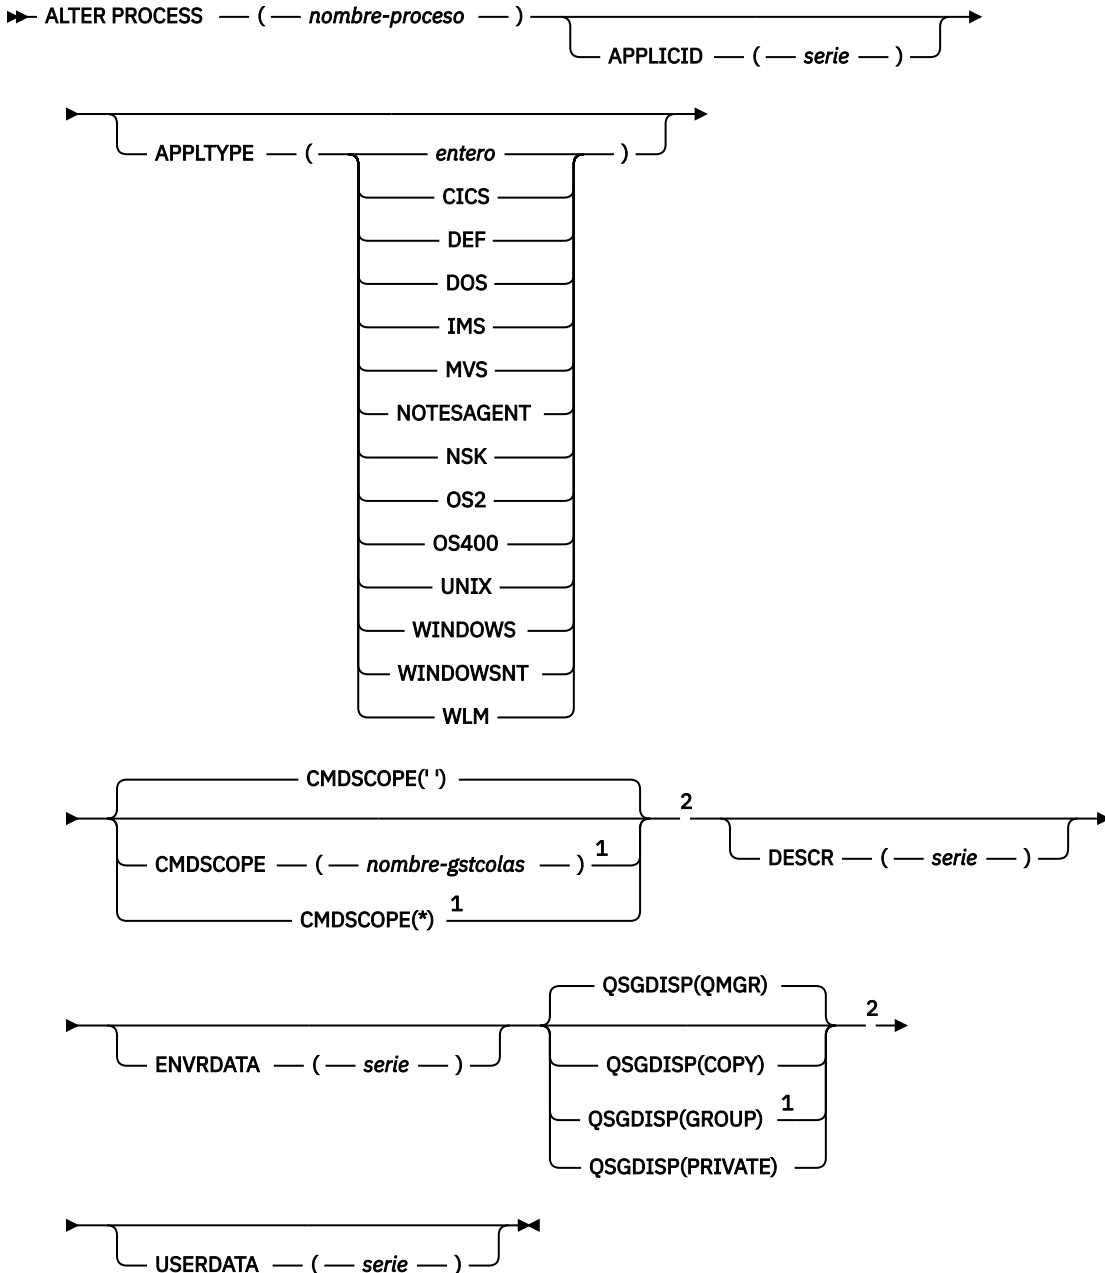 ALTER PROCESS ( nombre-proceso )
APPLICID ( serie )
APPLTYPE ( entero )
CICS
DEF
DOS
IMS
MVS
NOTESAGENT
NSK
OS2
OS400
UNIX
WINDOWS
WINDOWSNT
WLM
CMDSCOPE(' ')
2
CMDSCOPE ( nombre-gstcolas ) 1
DESCR ( serie )
CMDSCOPE(*) 1
QSGDISP(QMGR)
2
ENVRDATA ( serie )
QSGDISP(COPY)
QSGDISP(GROUP) 1
QSGDISP(PRIVATE)
USERDATA ( serie )